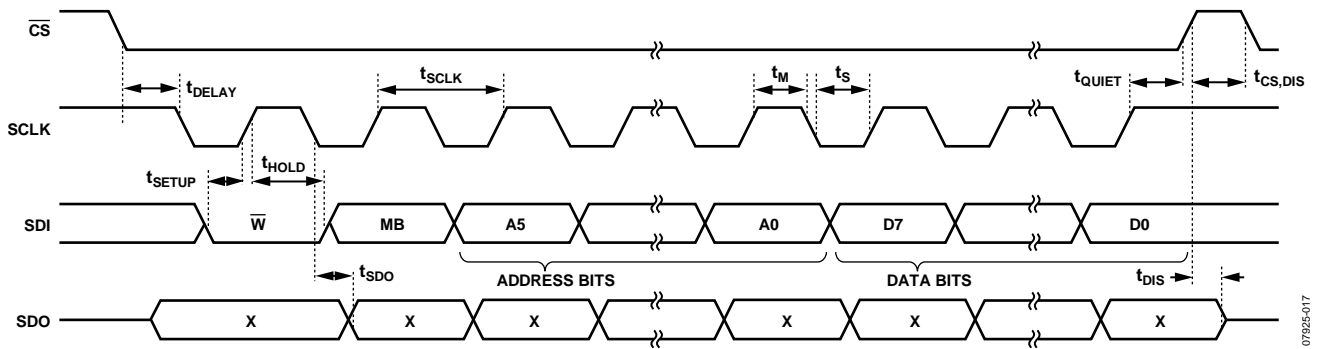 CS
tDELAY
tSCLK
tM
tS
tQUIET
tCS,DIS
SCLK
tSETUP
tHOLD
SDI
W
MB
A5
A0
D7
D0
tSDO
ADDRESS BITS
DATA BITS
tDIS
SDO
X
X
X
X
X
X
07925-017